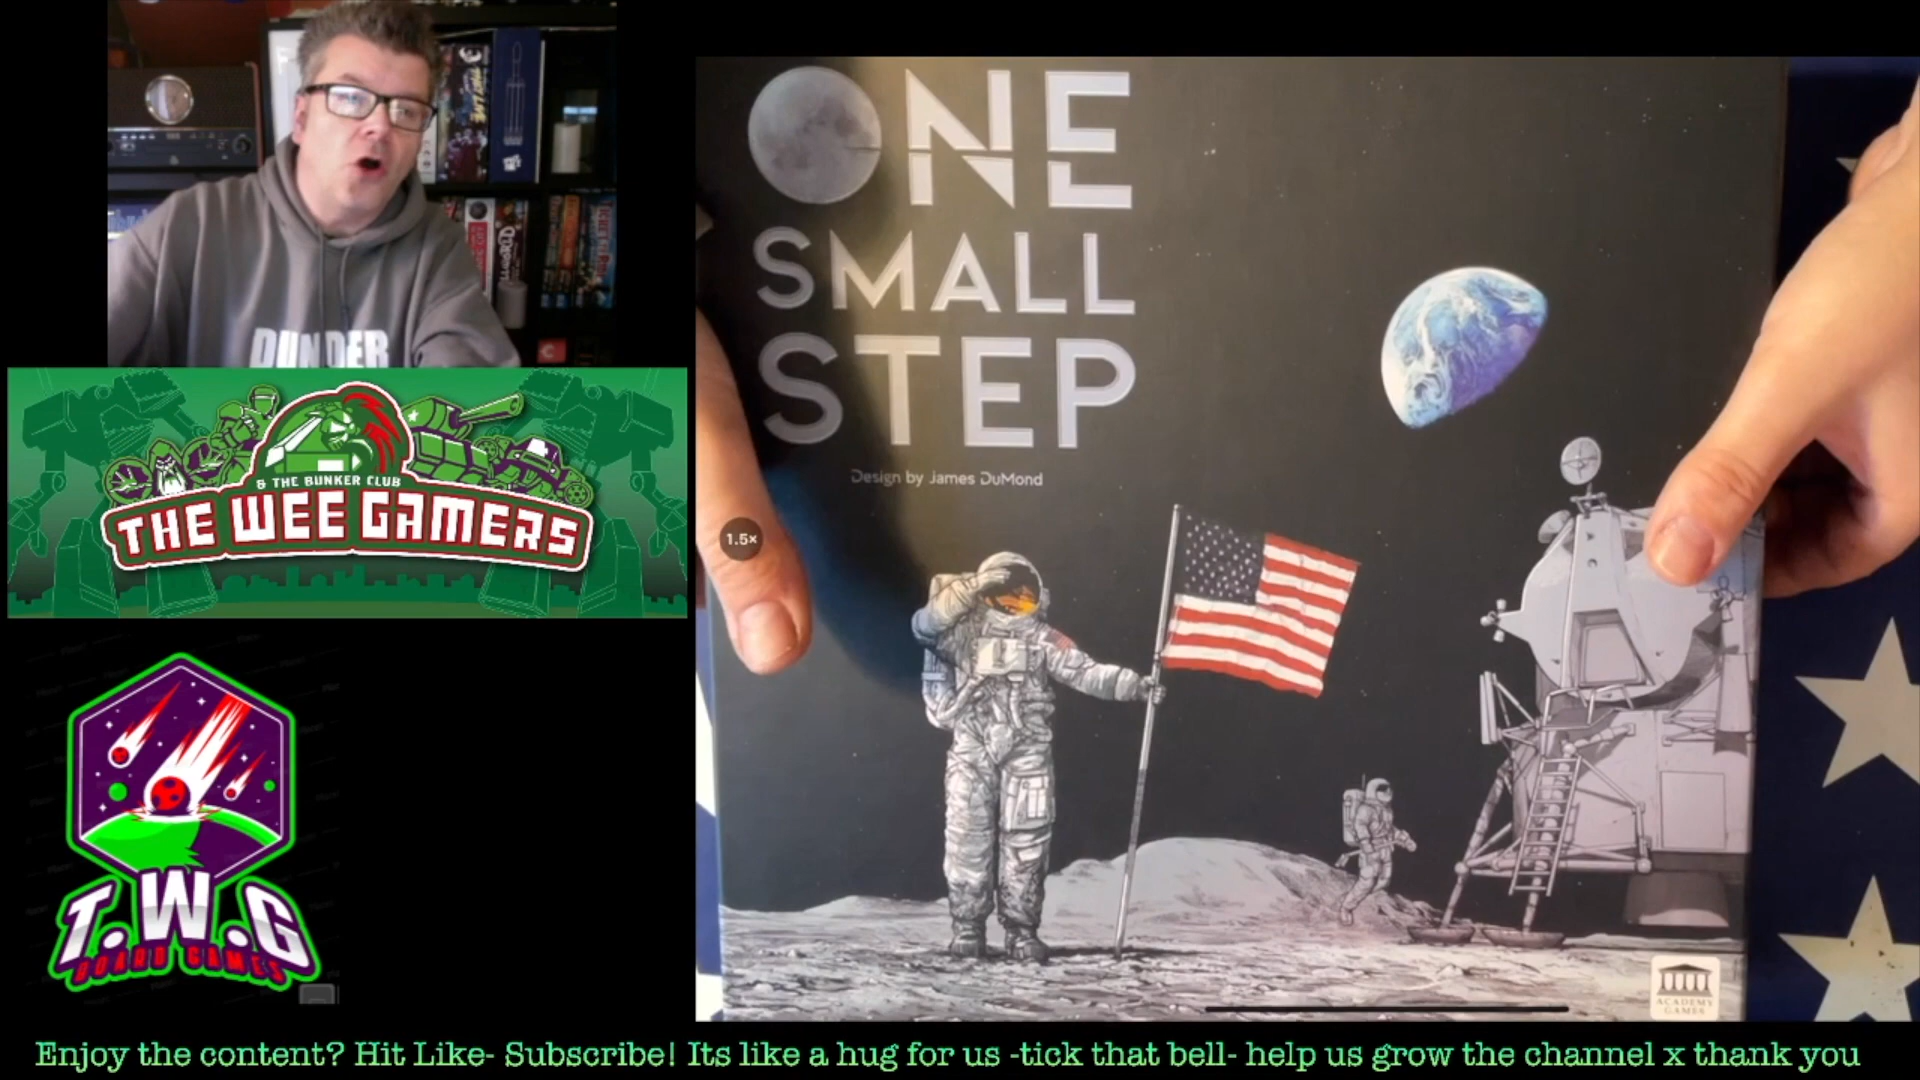 DUNDER
& THE BUNKER CLUB
THE WEE GAMERS
T.W.G
BOARD GAMES
ONE
SMALL
STEP
Design by James DuMond
1.5×
ACADEMY
GAMES
Enjoy the content? Hit Like- Subscribe! Its like a hug for us -tick that bell- help us grow the channel x thank you